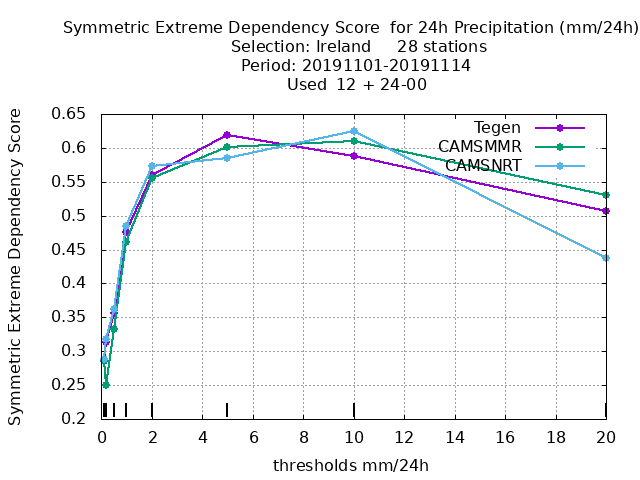 Symmetric Extreme Dependency Score  for 24h Precipitation (mm/24h)
Selection: Ireland     28 stations
Period: 20191101-20191114
Used  12 + 24-00
Symmetric Extreme Dependency Score
0.65
0.6
0.55
0.5
0.45
0.4
0.35
0.3
0.25
0.2
Tegen
CAMSMMR
CAMSNRT
0 2 4 6 8 10 12 14 16 18 20
thresholds mm/24h